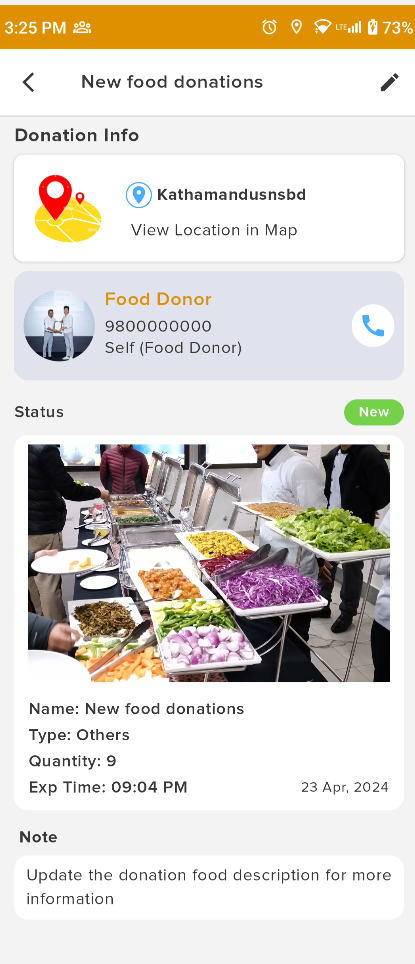 3:25 PM
LTE 73%
New food donations
Donation Info
Kathamandusnsbd
View Location in Map
Food Donor
9800000000
Self (Food Donor)
Status
New
Name: New food donations
Type: Others
Quantity: 9
Exp Time: 09:04 PM
23 Apr, 2024
Note
Update the donation food description for more
information